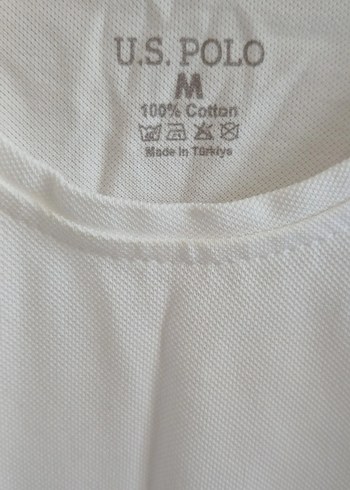 U.S. POLO
M
100% Cotton
Made in Türkiye